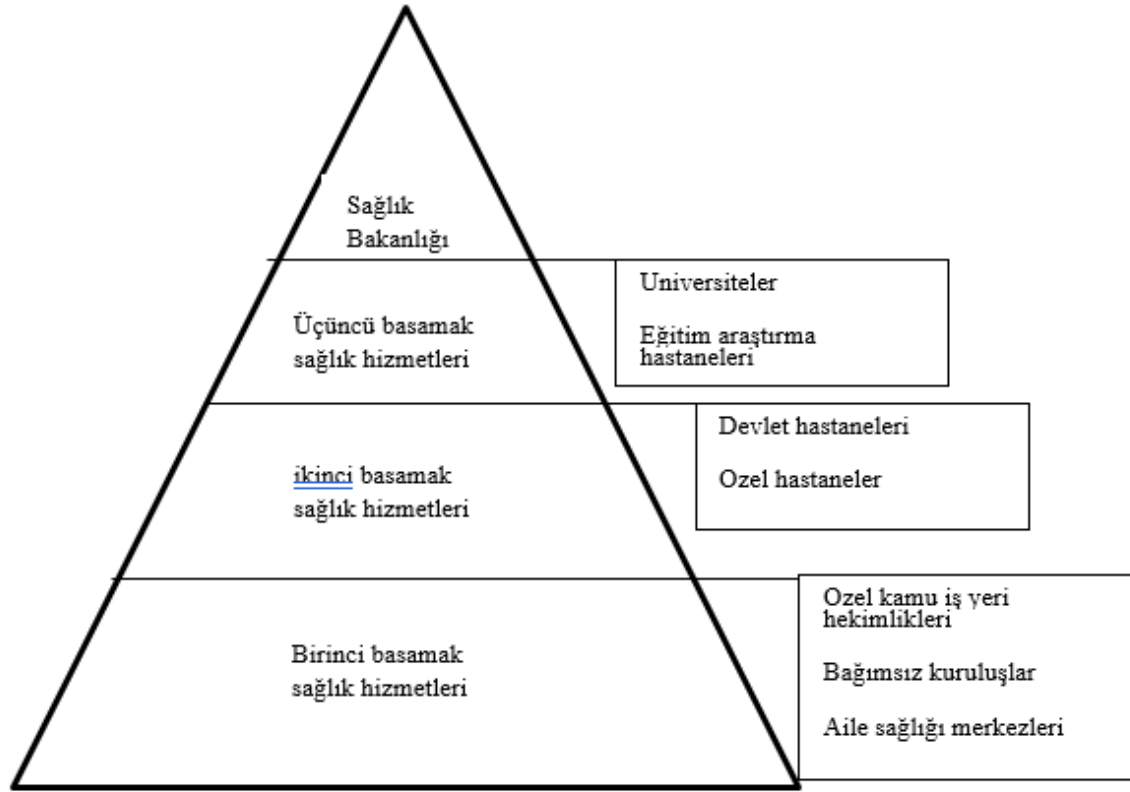 Sağlık
Bakanlığı
Universiteler
Eğitim araştırma
hastaneleri
Üçüncü basamak
sağlık hizmetleri
Devlet hastaneleri
Ozel hastaneler
ikinci basamak
sağlık hizmetleri
Ozel kamu iş yeri
hekimlikleri
Bağımsız kuruluşlar
Aile sağlığı merkezleri
Birinci basamak
sağlık hizmetleri